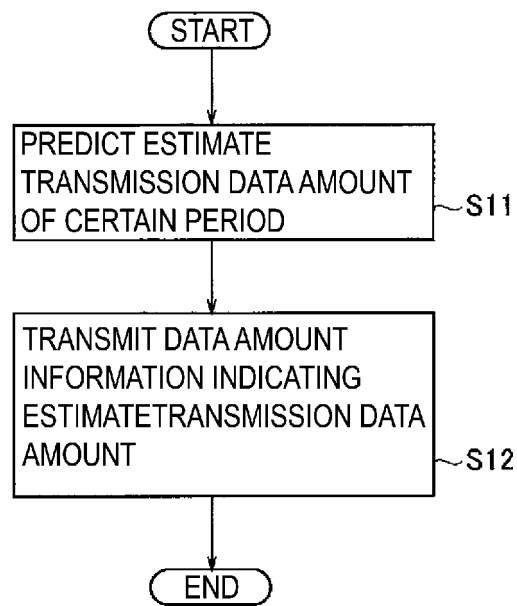 START
PREDICT ESTIMATE
TRANSMISSION DATA AMOUNT
OF CERTAIN PERIOD
S11
TRANSMIT DATA AMOUNT
INFORMATION INDICATING
ESTIMATETRANSMISSION DATA
AMOUNT
S12
END